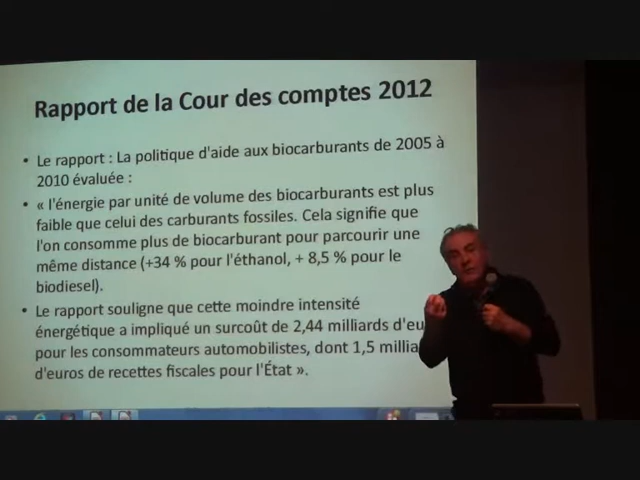 Rapport de la Cour des comptes 2012
• Le rapport : La politique d'aide aux biocarburants de 2005 à
2010 évaluée :
• « l'énergie par unité de volume des biocarburants est plus
faible que celui des carburants fossiles. Cela signifie que
l'on consomme plus de biocarburant pour parcourir une
même distance (+34 % pour l'éthanol, + 8,5 % pour le
biodiesel).
• Le rapport souligne que cette moindre intensité
énergétique a impliqué un surcoût de 2,44 milliards d'eu
pour les consommateurs automobilistes, dont 1,5 millia
d'euros de recettes fiscales pour l'État ».